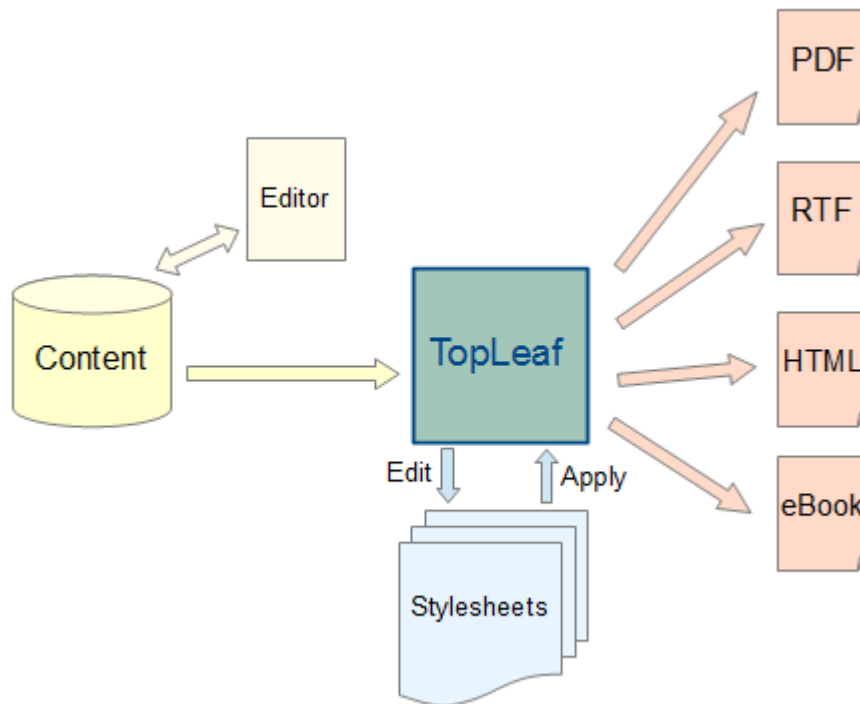 PDF
Editor
RTF
Content
TopLeaf
HTML
Edit
Apply
eBook
Stylesheets